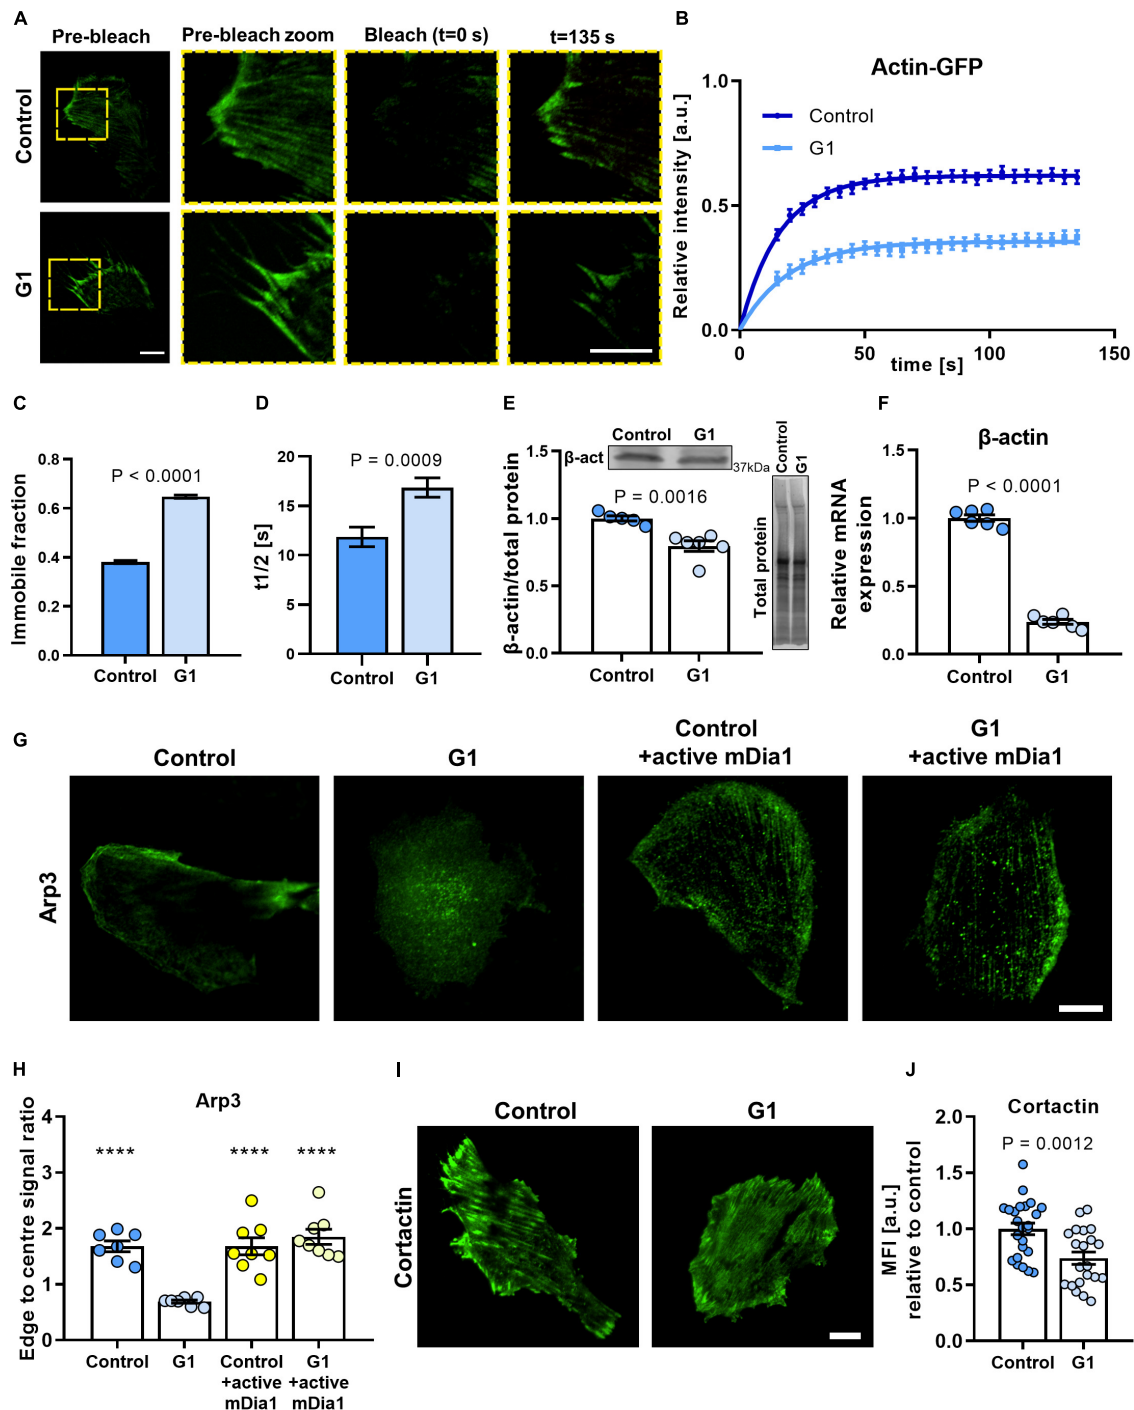 A
Pre-bleach
Pre-bleach zoom
Bleach (t=0 s)
t=135 s
Control
G1
B
Actin-GFP
Relative intensity [a.u.]
1.0
0.5
0.0
Control
G1
0
50
100
150
time [s]
C
Immobile fraction
0.8
0.6
0.4
0.2
0.0
P < 0.0001
Control
G1
D
t1/2 [s]
20
15
10
5
0
P = 0.0009
Control
G1
E
β-actin/total protein
1.5
1.0
0.5
0.0
Control
G1
β-act
37kDa
P = 0.0016
Control
G1
Total protein
Control
G1
F
β-actin
Relative mRNA
expression
1.5
1.0
0.5
0.0
P < 0.0001
Control
G1
G
Control
G1
Control
+active mDia1
G1
+active mDia1
Arp3
H
Arp3
Edge to centre signal ratio
4
3
2
1
0
****
****
****
Control
G1
Control
+active
mDia1
G1
+active
mDia1
I
Control
G1
Cortactin
J
Cortactin
MFI [a.u.]
relative to control
2.0
1.5
1.0
0.5
0.0
P = 0.0012
Control
G1